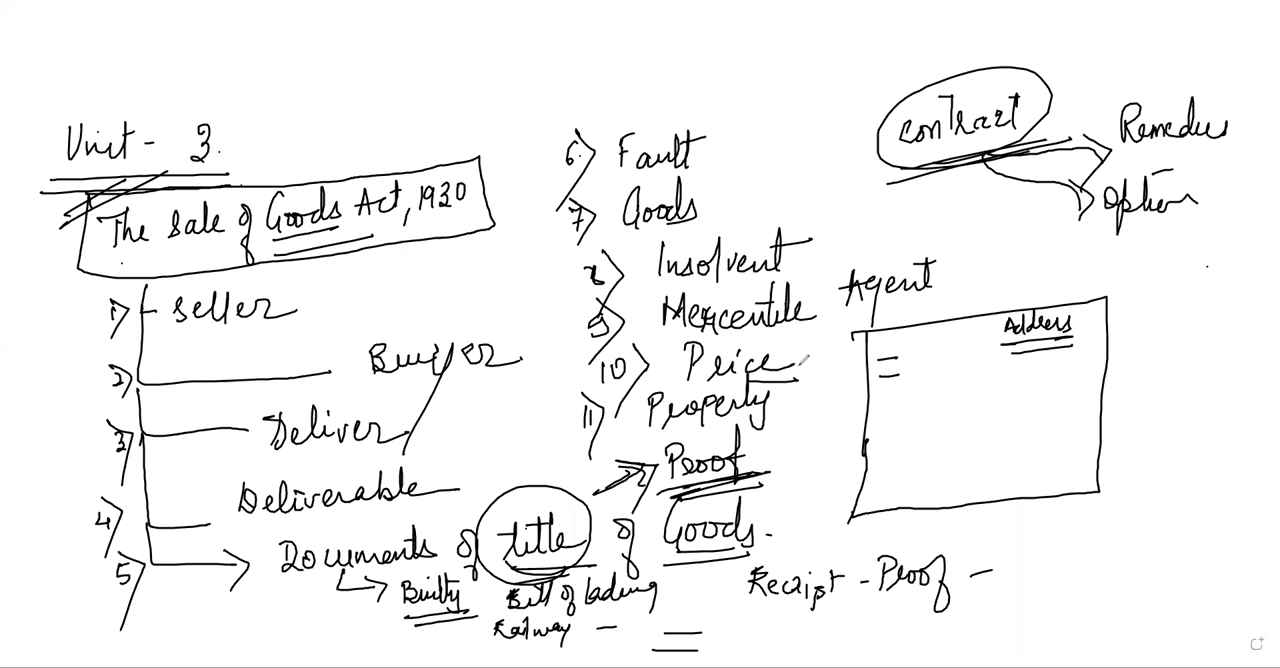 Unit - 3.
The Sale of Goods Act, 1930
1) Seller
2) Buyer
3) Deliver
4) Deliverable
5) Documents of title of Goods.
Builty Bill of lading
Railway -
6) Fault
7) Goods
8) Insolvent
9) Mercentile Agent
10) Price
11) Property
Proof
Receipt - Proof -
contract
Remedies
Option
Address